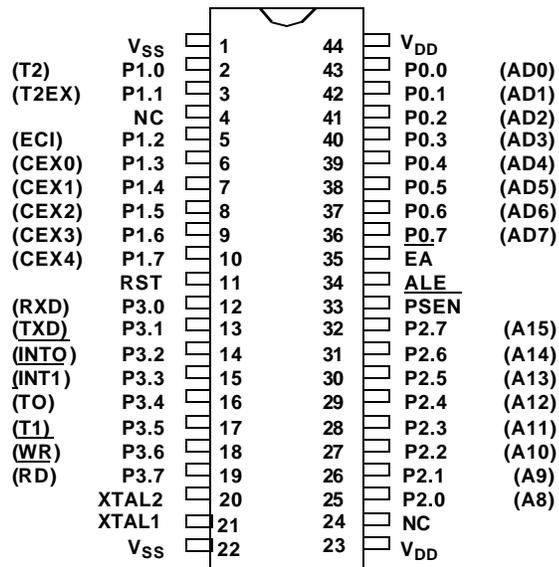 VSS 1 44 VDD
(T2) P1.0 2 43 P0.0 (AD0)
(T2EX) P1.1 3 42 P0.1 (AD1)
NC 4 41 P0.2 (AD2)
(ECI) P1.2 5 40 P0.3 (AD3)
(CEX0) P1.3 6 39 P0.4 (AD4)
(CEX1) P1.4 7 38 P0.5 (AD5)
(CEX2) P1.5 8 37 P0.6 (AD6)
(CEX3) P1.6 9 36 P0.7 (AD7)
(CEX4) P1.7 10 35 EA
RST 11 34 ALE
(RXD) P3.0 12 33 PSEN
(TXD) P3.1 13 32 P2.7 (A15)
(INTO) P3.2 14 31 P2.6 (A14)
(INT1) P3.3 15 30 P2.5 (A13)
(TO) P3.4 16 29 P2.4 (A12)
(T1) P3.5 17 28 P2.3 (A11)
(WR) P3.6 18 27 P2.2 (A10)
(RD) P3.7 19 26 P2.1 (A9)
XTAL2 20 25 P2.0 (A8)
XTAL1 21 24 NC
VSS 22 23 VDD